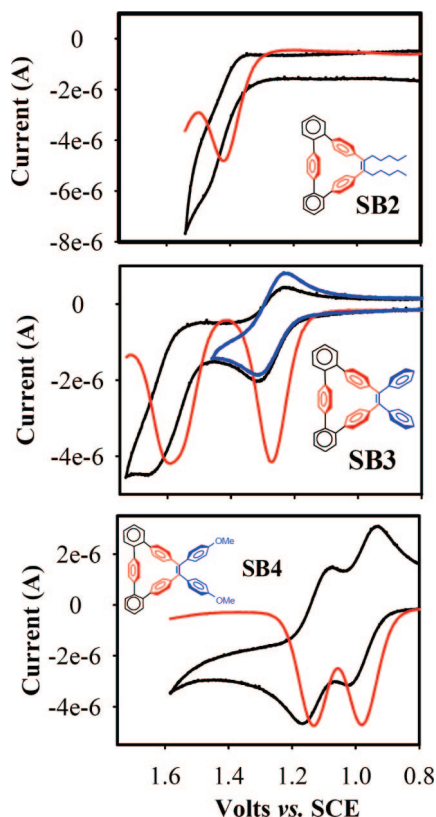 Current (A)
0
-2e-6
-4e-6
-6e-6
-8e-6
SB2
Current (A)
0
-2e-6
-4e-6
SB3
Current (A)
2e-6
0
-2e-6
-4e-6
OMe
SB4
OMe
1.6 1.4 1.2 1.0 0.8
Volts vs. SCE